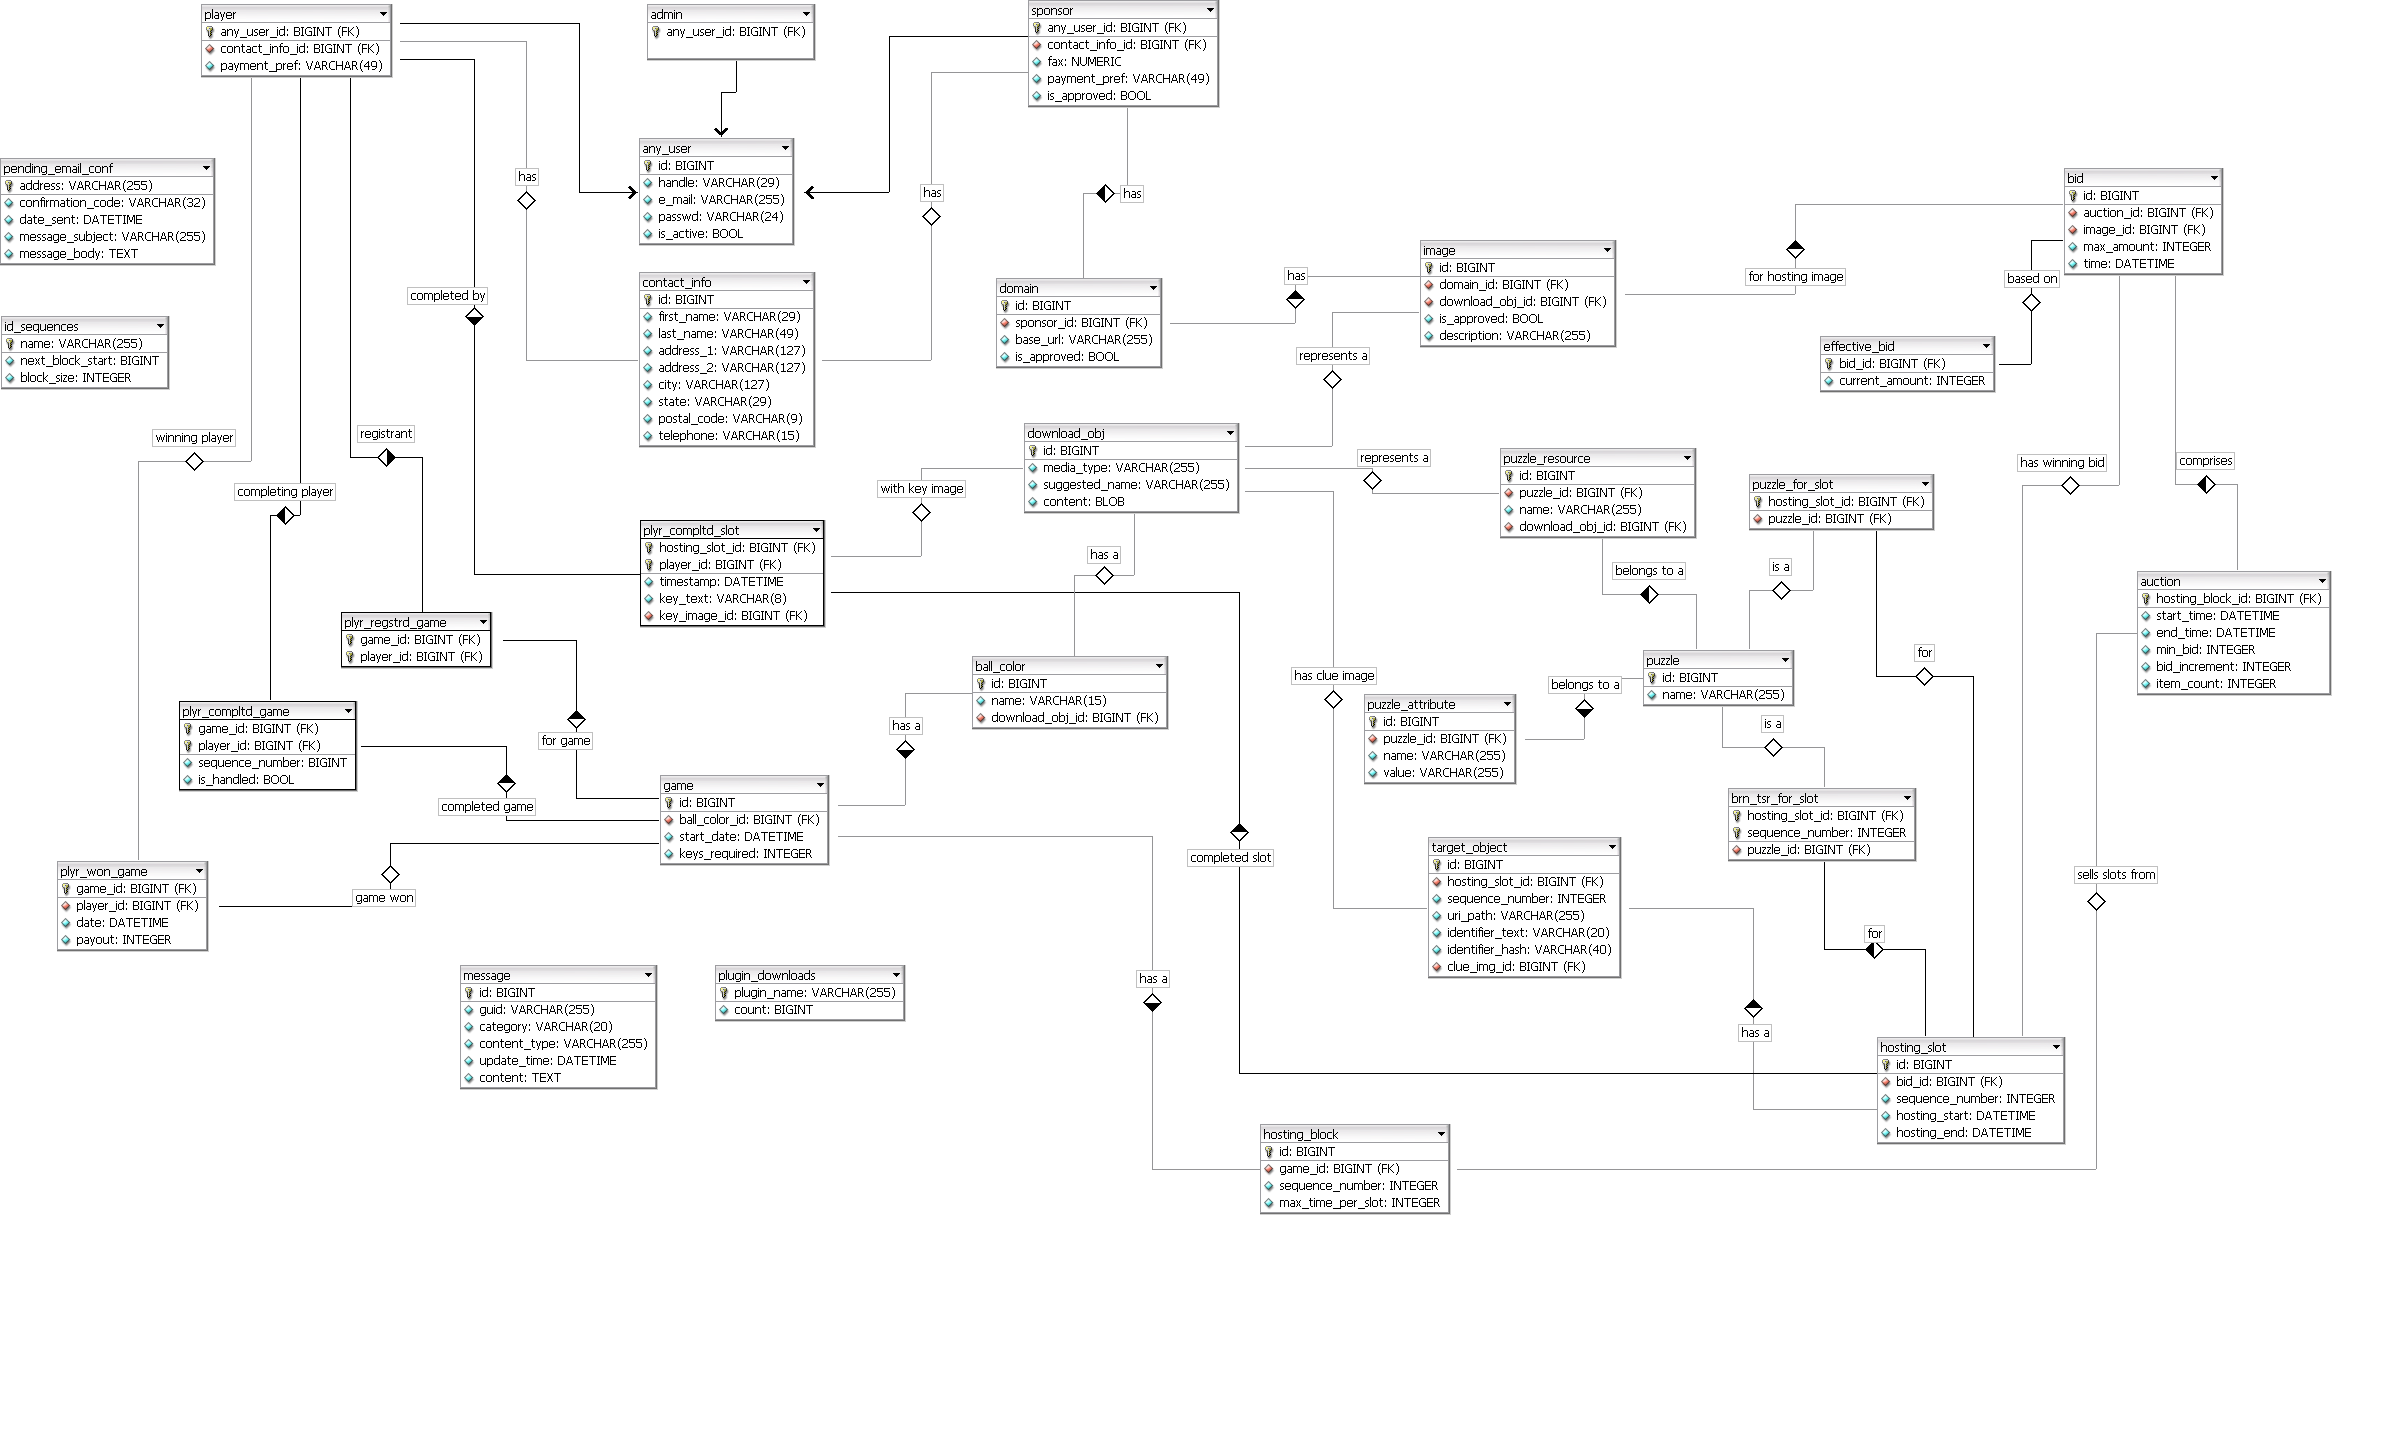 player
any_user_id: BIGINT (FK)
contact_info_id: BIGINT (FK)
payment_pref: VARCHAR(49)
admin
any_user_id: BIGINT (FK)
sponsor
any_user_id: BIGINT (FK)
contact_info_id: BIGINT (FK)
fax: NUMERIC
payment_pref: VARCHAR(49)
is_approved: BOOL
any_user
id: BIGINT
handle: VARCHAR(29)
e_mail: VARCHAR(255)
passwd: VARCHAR(24)
is_active: BOOL
pending_email_conf
address: VARCHAR(255)
confirmation_code: VARCHAR(32)
date_sent: DATETIME
message_subject: VARCHAR(255)
message_body: TEXT
has
has
has
bid
id: BIGINT
auction_id: BIGINT (FK)
image_id: BIGINT (FK)
max_amount: INTEGER
time: DATETIME
image
id: BIGINT
domain_id: BIGINT (FK)
download_obj_id: BIGINT (FK)
is_approved: BOOL
description: VARCHAR(255)
for hosting image
based on
has
contact_info
id: BIGINT
first_name: VARCHAR(29)
last_name: VARCHAR(49)
address_1: VARCHAR(127)
address_2: VARCHAR(127)
city: VARCHAR(127)
state: VARCHAR(29)
postal_code: VARCHAR(9)
telephone: VARCHAR(15)
domain
id: BIGINT
sponsor_id: BIGINT (FK)
base_url: VARCHAR(255)
is_approved: BOOL
completed by
id_sequences
name: VARCHAR(255)
next_block_start: BIGINT
block_size: INTEGER
represents a
effective_bid
bid_id: BIGINT (FK)
current_amount: INTEGER
winning player
registrant
completing player
download_obj
id: BIGINT
media_type: VARCHAR(255)
suggested_name: VARCHAR(255)
content: BLOB
with key image
represents a
puzzle_resource
id: BIGINT
puzzle_id: BIGINT (FK)
name: VARCHAR(255)
download_obj_id: BIGINT (FK)
puzzle_for_slot
hosting_slot_id: BIGINT (FK)
puzzle_id: BIGINT (FK)
has winning bid
comprises
plyr_compltd_slot
hosting_slot_id: BIGINT (FK)
player_id: BIGINT (FK)
timestamp: DATETIME
key_text: VARCHAR(8)
key_image_id: BIGINT (FK)
has a
belongs to a
is a
auction
hosting_block_id: BIGINT (FK)
start_time: DATETIME
end_time: DATETIME
min_bid: INTEGER
bid_increment: INTEGER
item_count: INTEGER
plyr_regstrd_game
game_id: BIGINT (FK)
player_id: BIGINT (FK)
ball_color
id: BIGINT
name: VARCHAR(15)
download_obj_id: BIGINT (FK)
has clue image
belongs to a
puzzle
id: BIGINT
name: VARCHAR(255)
for
plyr_compltd_game
game_id: BIGINT (FK)
player_id: BIGINT (FK)
sequence_number: BIGINT
is_handled: BOOL
for game
has a
puzzle_attribute
id: BIGINT
puzzle_id: BIGINT (FK)
name: VARCHAR(255)
value: VARCHAR(255)
is a
completed game
game
id: BIGINT
ball_color_id: BIGINT (FK)
start_date: DATETIME
keys_required: INTEGER
brn_tsr_for_slot
hosting_slot_id: BIGINT (FK)
sequence_number: INTEGER
puzzle_id: BIGINT (FK)
completed slot
target_object
id: BIGINT
hosting_slot_id: BIGINT (FK)
sequence_number: INTEGER
uri_path: VARCHAR(255)
identifier_text: VARCHAR(20)
identifier_hash: VARCHAR(40)
clue_img_id: BIGINT (FK)
plyr_won_game
game_id: BIGINT (FK)
player_id: BIGINT (FK)
date: DATETIME
payout: INTEGER
game won
sells slots from
for
message
id: BIGINT
guid: VARCHAR(255)
category: VARCHAR(20)
content_type: VARCHAR(255)
update_time: DATETIME
content: TEXT
plugin_downloads
plugin_name: VARCHAR(255)
count: BIGINT
has a
has a
hosting_slot
id: BIGINT
bid_id: BIGINT (FK)
sequence_number: INTEGER
hosting_start: DATETIME
hosting_end: DATETIME
hosting_block
id: BIGINT
game_id: BIGINT (FK)
sequence_number: INTEGER
max_time_per_slot: INTEGER